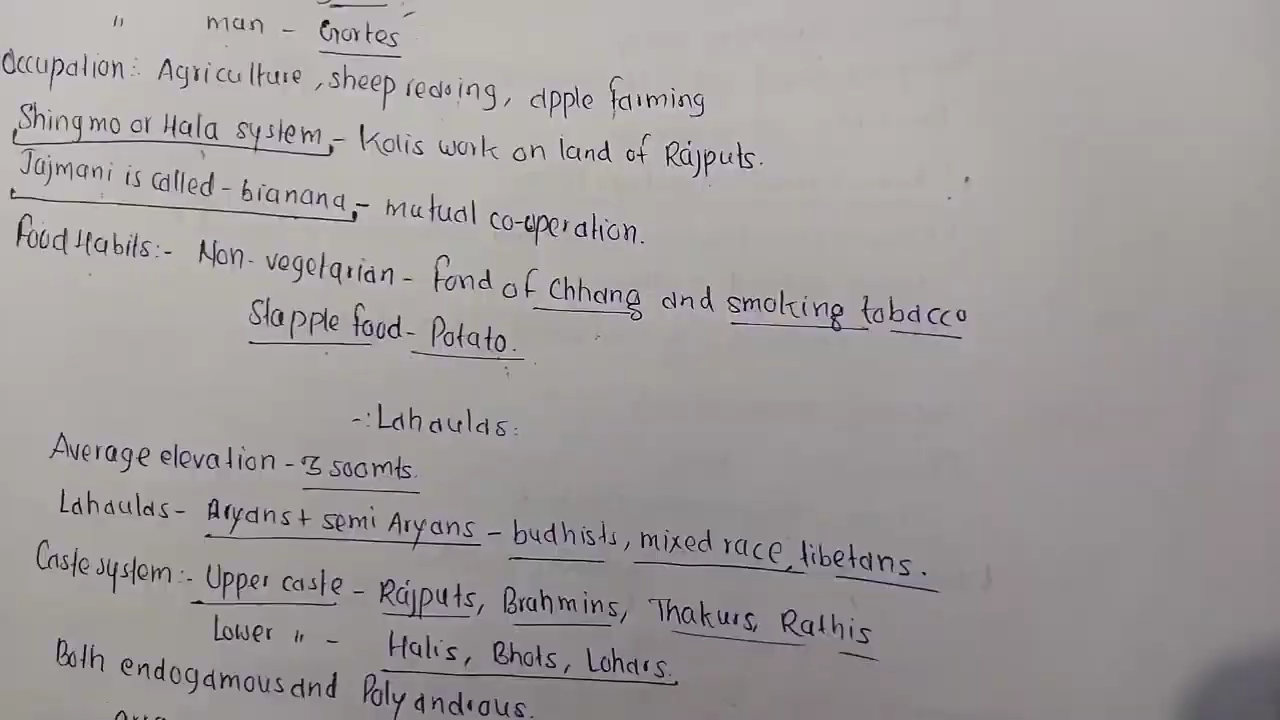 " man - Gortes
Occupation:- Agriculture, sheep rearing, apple farming
Shingmo or Hala system,- Kolis work on land of Rajputs.
Jajmani is called - bianana,- mutual co-operation.
Food Habits:- Non-vegetarian - fond of Chhang and smoking tobacco
Stapple food - Potato.
-:Lahaulas:
Average elevation - 3500mts.
Lahaulas - Aryans + semi Aryans - budhists, mixed race, tibetans.
Caste system:- Upper caste - Rajputs, Brahmins, Thakurs, Rathis
Lower " - Halis, Bhots, Lohars.
Both endogamous and Polyandrous.